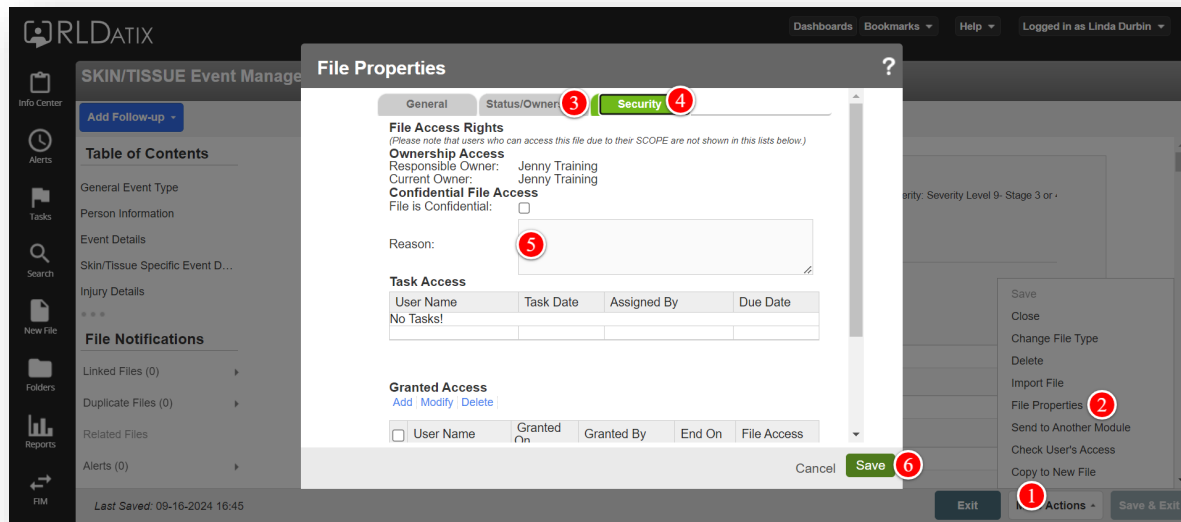 RLDATIX
Dashboards Bookmarks Help Logged in as Linda Durbin
Info Center
Alerts
Tasks
Search
New File
Folders
Reports
FIM
SKIN/TISSUE Event Manage
Add Follow-up
Table of Contents
General Event Type
Person Information
Event Details
Skin/Tissue Specific Event D...
Injury Details
File Notifications
Linked Files (0)
Duplicate Files (0)
Related Files
Alerts (0)
Last Saved: 09-16-2024 16:45
File Properties ?
General Status/Owners 3 Security 4
File Access Rights
(Please note that users who can access this file due to their SCOPE are not shown in this lists below.)
Ownership Access
Responsible Owner: Jenny Training
Current Owner: Jenny Training
Confidential File Access
File is Confidential:
Reason: 5
Task Access
User Name Task Date Assigned By Due Date
No Tasks!
Granted Access
Add Modify Delete
User Name Granted On Granted By End On File Access
Cancel Save 6
erity: Severity Level 9- Stage 3 or
Save
Close
Change File Type
Delete
Import File
File Properties 2
Send to Another Module
Check User's Access
Copy to New File
Exit 1 Actions Save & Exit